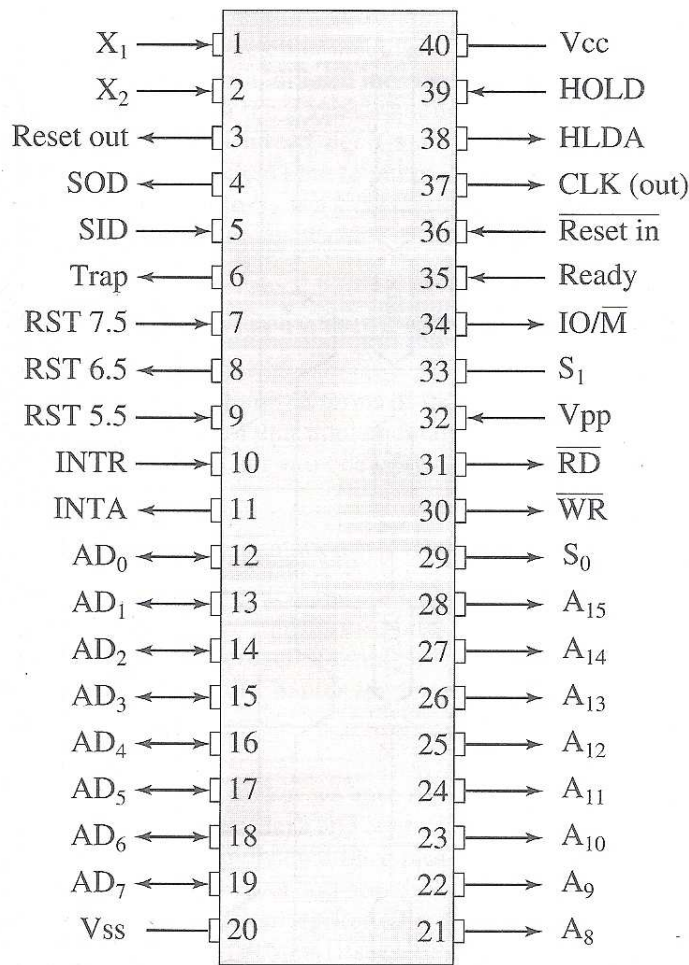 X₁ 1 40 Vcc
X₂ 2 39 HOLD
Reset out 3 38 HLDA
SOD 4 37 CLK (out)
SID 5 36 R̅e̅s̅e̅t̅ ̅i̅n̅
Trap 6 35 Ready
RST 7.5 7 34 IO/M̅
RST 6.5 8 33 S₁
RST 5.5 9 32 Vpp
INTR 10 31 R̅D̅
INTA 11 30 W̅R̅
AD₀ 12 29 S₀
AD₁ 13 28 A₁₅
AD₂ 14 27 A₁₄
AD₃ 15 26 A₁₃
AD₄ 16 25 A₁₂
AD₅ 17 24 A₁₁
AD₆ 18 23 A₁₀
AD₇ 19 22 A₉
Vss 20 21 A₈